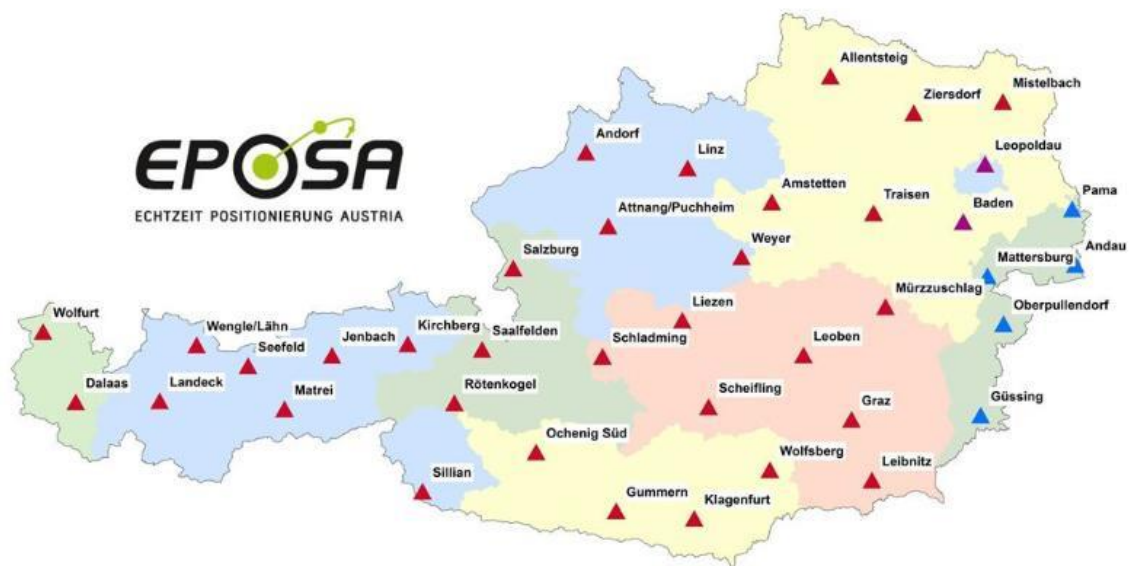 Allentsteig
Mistelbach
Ziersdorf
EPOSA
ECHTZEIT POSITIONIERUNG AUSTRIA
Andorf
Linz
Leopoldau
Amstetten
Traisen
Baden
Pama
Attnang/Puchheim
Salzburg
Weyer
Mattersburg
Andau
Liezen
Mürzzuschlag
Oberpullendorf
Wolfurt
Wengle/Lähn
Seefeld
Jenbach
Kirchberg
Saalfelden
Schladming
Leoben
Dalaas
Landeck
Matrei
Rötenkogel
Scheifling
Graz
Güssing
Ochenig Süd
Wolfsberg
Sillian
Leibnitz
Gummern
Klagenfurt